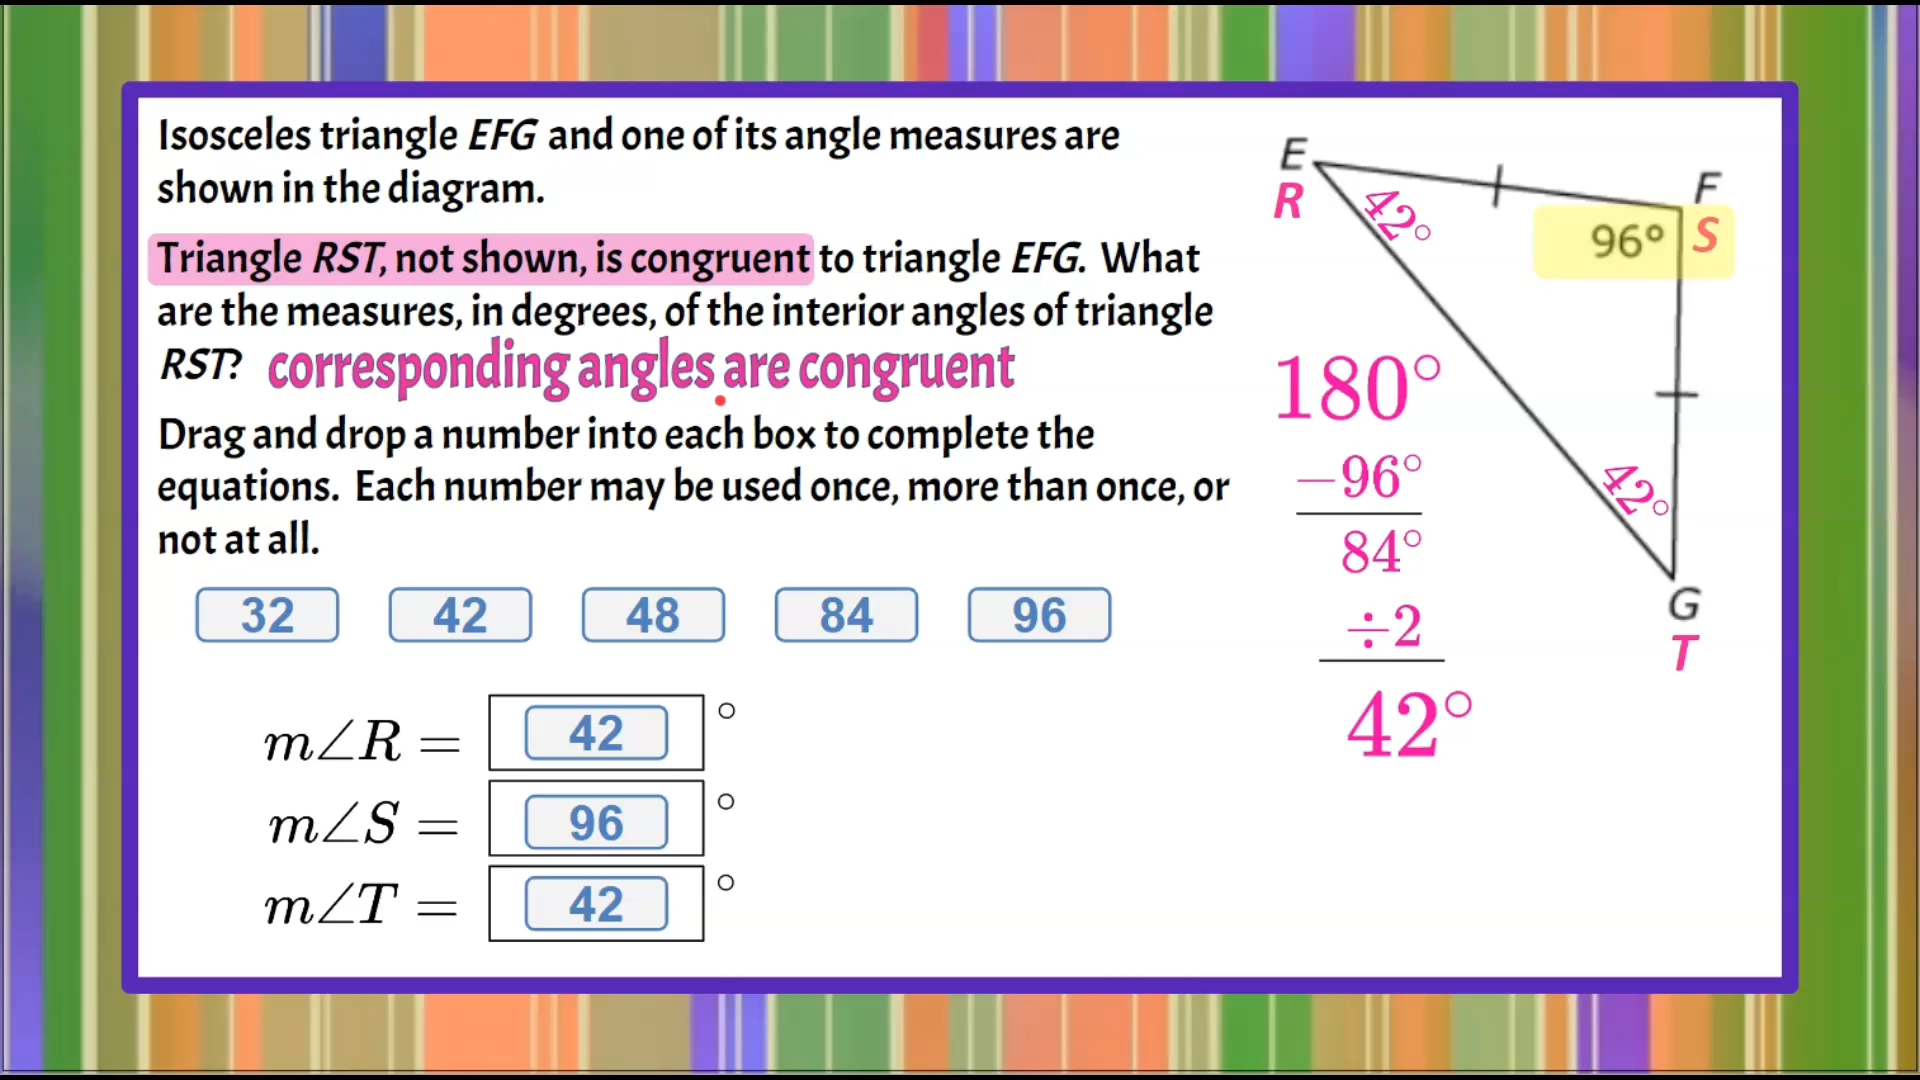 Isosceles triangle EFG and one of its angle measures are
shown in the diagram.
Triangle RST, not shown, is congruent to triangle EFG. What
are the measures, in degrees, of the interior angles of triangle
RST? corresponding angles are congruent
Drag and drop a number into each box to complete the
equations. Each number may be used once, more than once, or
not at all.
32 42 48 84 96
m∠R = 42 °
m∠S = 96 °
m∠T = 42 °
E
R
42°
F
96° S
42°
G
T
180°
−96°
84°
÷2
42°